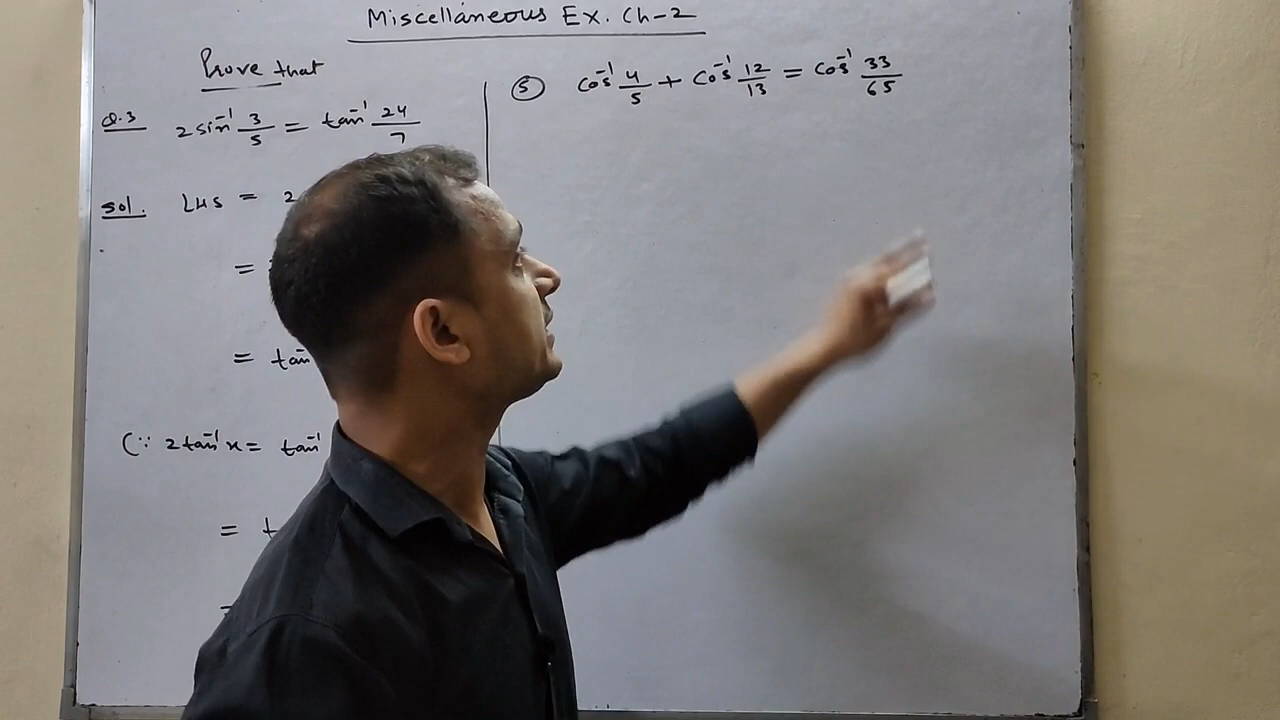 Miscellaneous Ex. Ch-2
Prove that
Q.3 2 sin⁻¹ 3/5 = tan⁻¹ 24/7
Sol. LHS = 2
=
= tan
(∵ 2 tan⁻¹ x = tan⁻¹
= t
=
⑤ Cos⁻¹ 4/5 + Cos⁻¹ 12/13 = Cos⁻¹ 33/65